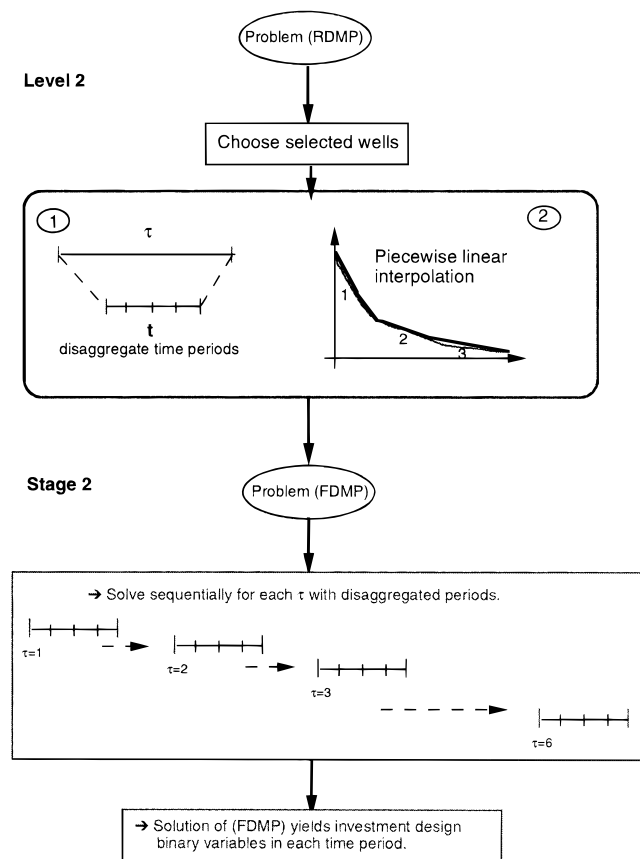 Problem (RDMP)
Level 2
Choose selected wells
1
2
τ
Piecewise linear
interpolation
1
t
disaggregate time periods
2
3
Stage 2
Problem (FDMP)
➔ Solve sequentially for each τ with disaggregated periods.
τ=1
τ=2
τ=3
τ=6
➔ Solution of (FDMP) yields investment design
binary variables in each time period.